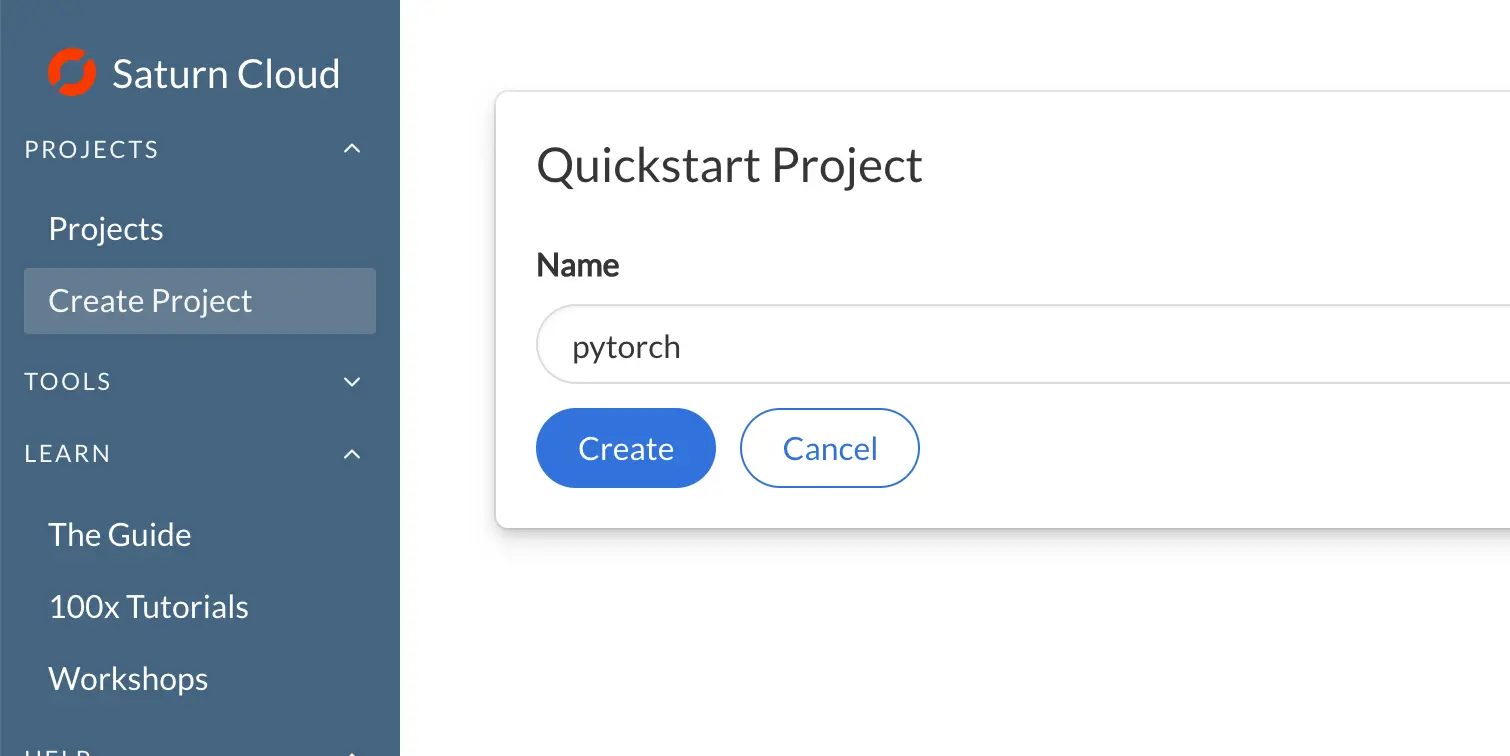 Saturn Cloud
PROJECTS
Projects
Create Project
TOOLS
LEARN
The Guide
100x Tutorials
Workshops
HELP
Quickstart Project
Name
pytorch
Create
Cancel